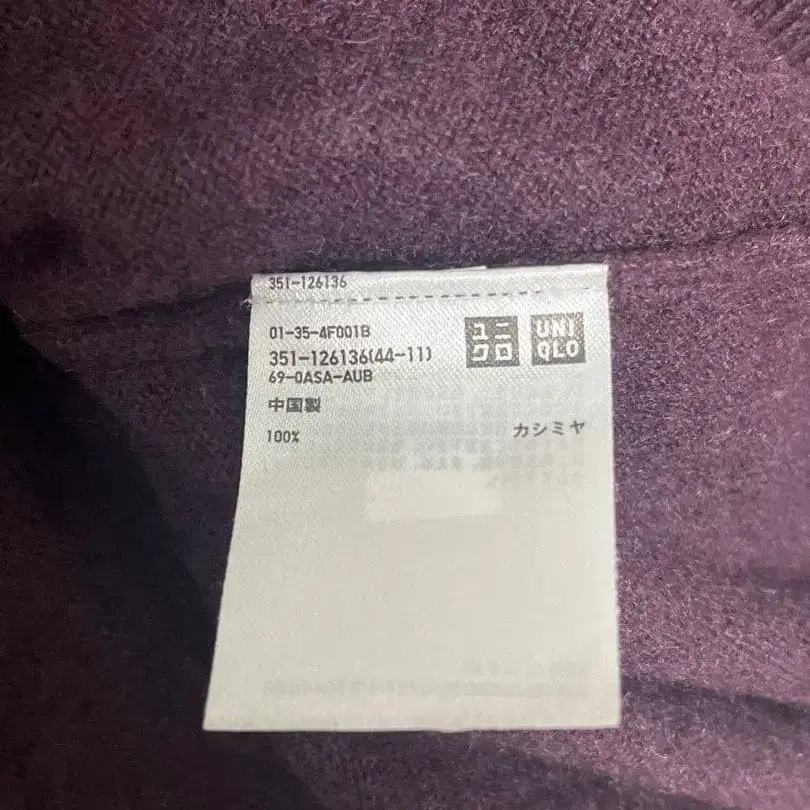 351-126136
01-35-4F001B
351-126136(44-11)
69-0ASA-AUB
中国製
100% カシミヤ
ユニクロ
UNIQLO